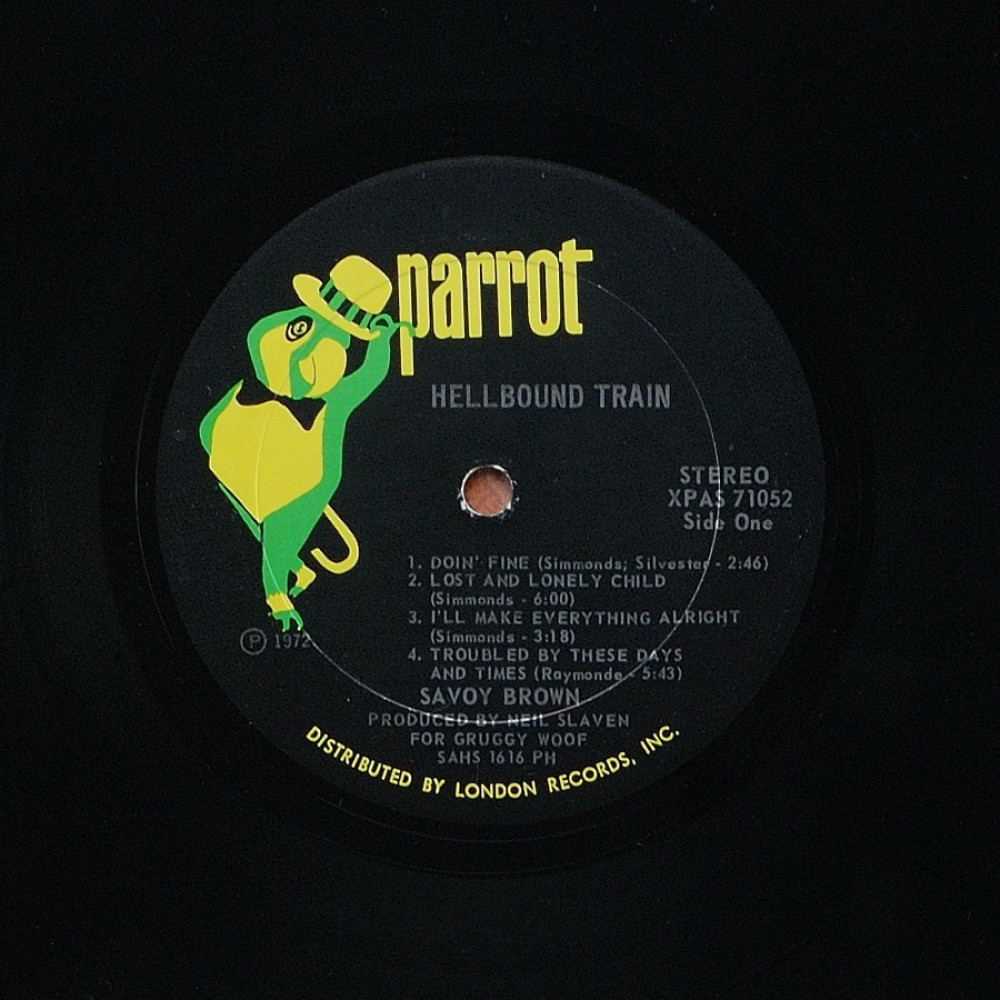 parrot
HELLBOUND TRAIN
STEREO
XPAS 71052
Side One
1. DOIN' FINE (Simmonds; Silvester - 2:46)
2. LOST AND LONELY CHILD
(Simmonds - 6:00)
3. I'LL MAKE EVERYTHING ALRIGHT
(Simmonds - 3:18)
4. TROUBLED BY THESE DAYS
AND TIMES (Raymonde - 5:43)
℗ 1972
SAVOY BROWN
PRODUCED BY NEIL SLAVEN
FOR GRUGGY WOOF
SAHS 1616 PH
DISTRIBUTED BY LONDON RECORDS, INC.